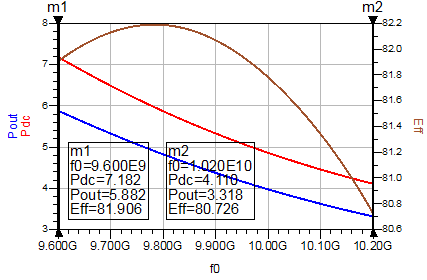 m1
m2
8
7
6
5
4
3
82.2
82.0
81.8
81.6
81.4
81.2
81.0
80.8
80.6
Pout
Pdc
Eff
m1
f0=9.600E9
Pdc=7.182
Pout=5.882
Eff=81.906
m2
f0=1.020E10
Pdc=4.110
Pout=3.318
Eff=80.726
9.600G
9.700G
9.800G
9.900G
10.00G
10.10G
10.20G
f0